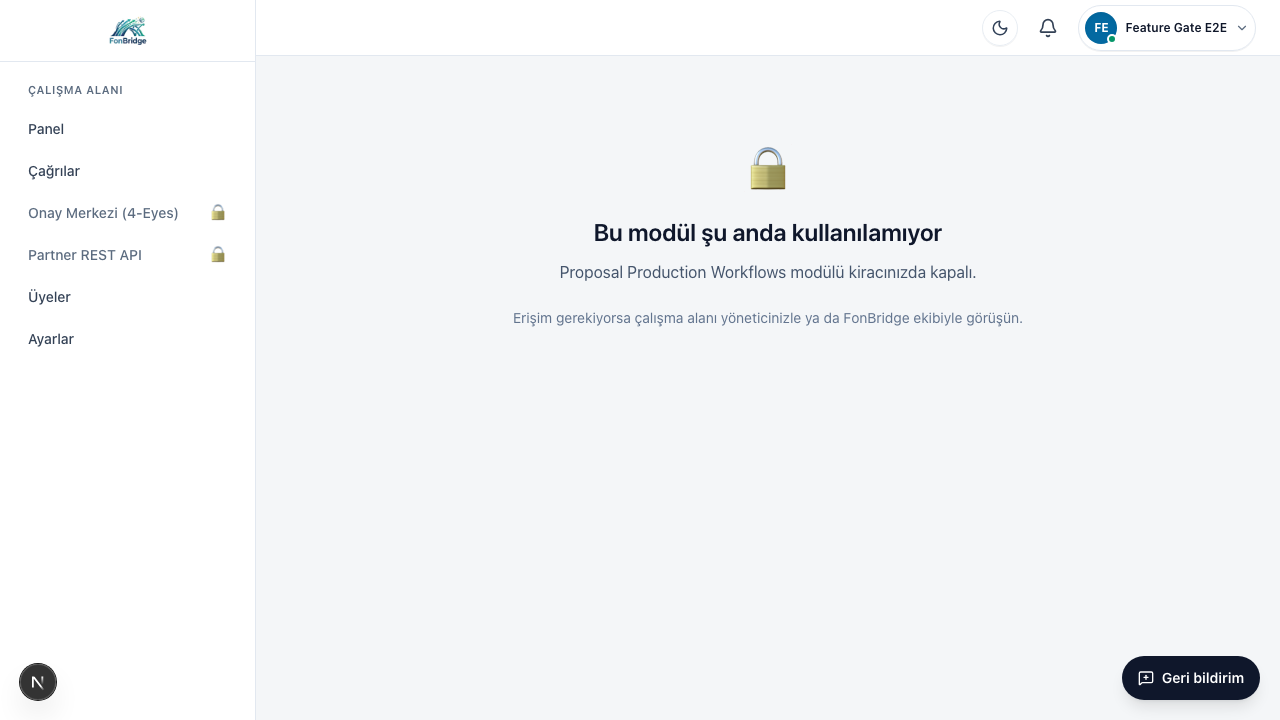 FonBridge
FE
Feature Gate E2E
ÇALIŞMA ALANI
Panel
Çağrılar
Onay Merkezi (4-Eyes)
Partner REST API
Üyeler
Ayarlar
Bu modül şu anda kullanılamıyor
Proposal Production Workflows modülü kiracınızda kapalı.
Erişim gerekiyorsa çalışma alanı yöneticinizle ya da FonBridge ekibiyle görüşün.
N
Geri bildirim